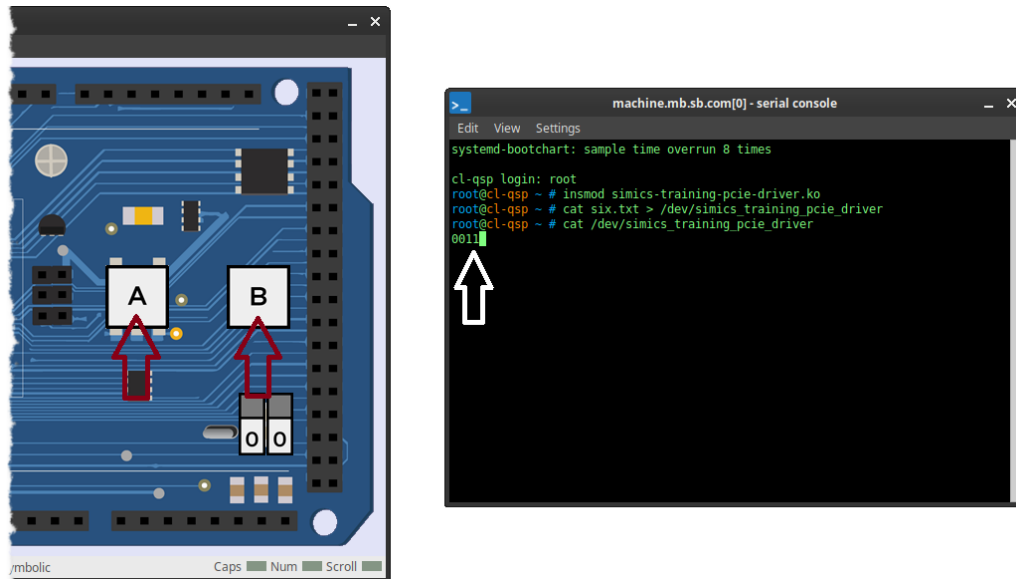 A
B
0 0
ymbolic
Caps Num Scroll
>_
machine.mb.sb.com[0] - serial console
Edit View Settings
systemd-bootchart: sample time overrun 8 times
cl-qsp login: root
root@cl-qsp ~ # insmod simics-training-pcie-driver.ko
root@cl-qsp ~ # cat six.txt > /dev/simics_training_pcie_driver
root@cl-qsp ~ # cat /dev/simics_training_pcie_driver
0011